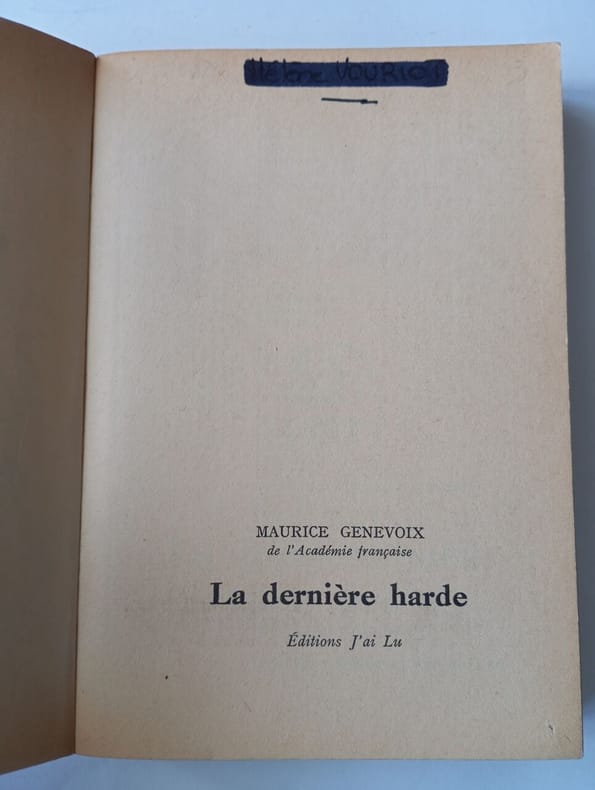 MAURICE GENEVOIX
de l'Académie française
La dernière harde
Éditions J'ai Lu